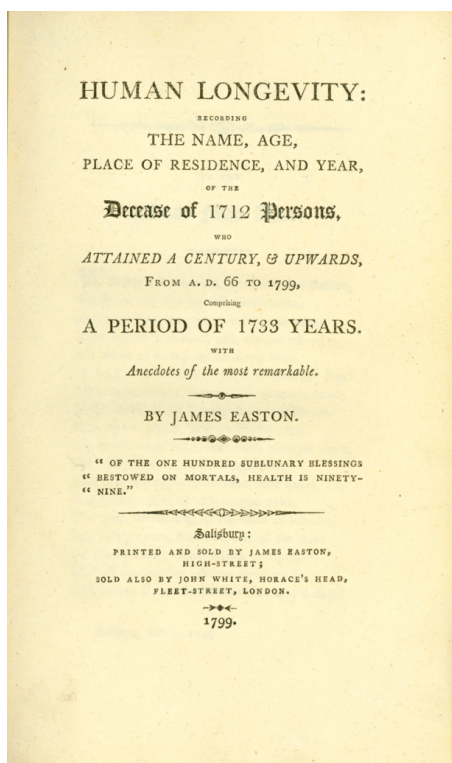 HUMAN LONGEVITY:
RECORDING
THE NAME, AGE,
PLACE OF RESIDENCE, AND YEAR,
OF THE
Decease of 1712 Persons,
WHO
ATTAINED A CENTURY, & UPWARDS,
FROM A. D. 66 TO 1799,
Comprising
A PERIOD OF 1733 YEARS.
WITH
Anecdotes of the most remarkable.
BY JAMES EASTON.
“ OF THE ONE HUNDRED SUBLUNARY BLESSINGS
“ BESTOWED ON MORTALS, HEALTH IS NINETY-
“ NINE.”
Salisbury:
PRINTED AND SOLD BY JAMES EASTON,
HIGH-STREET;
SOLD ALSO BY JOHN WHITE, HORACE'S HEAD,
FLEET-STREET, LONDON.
1799.